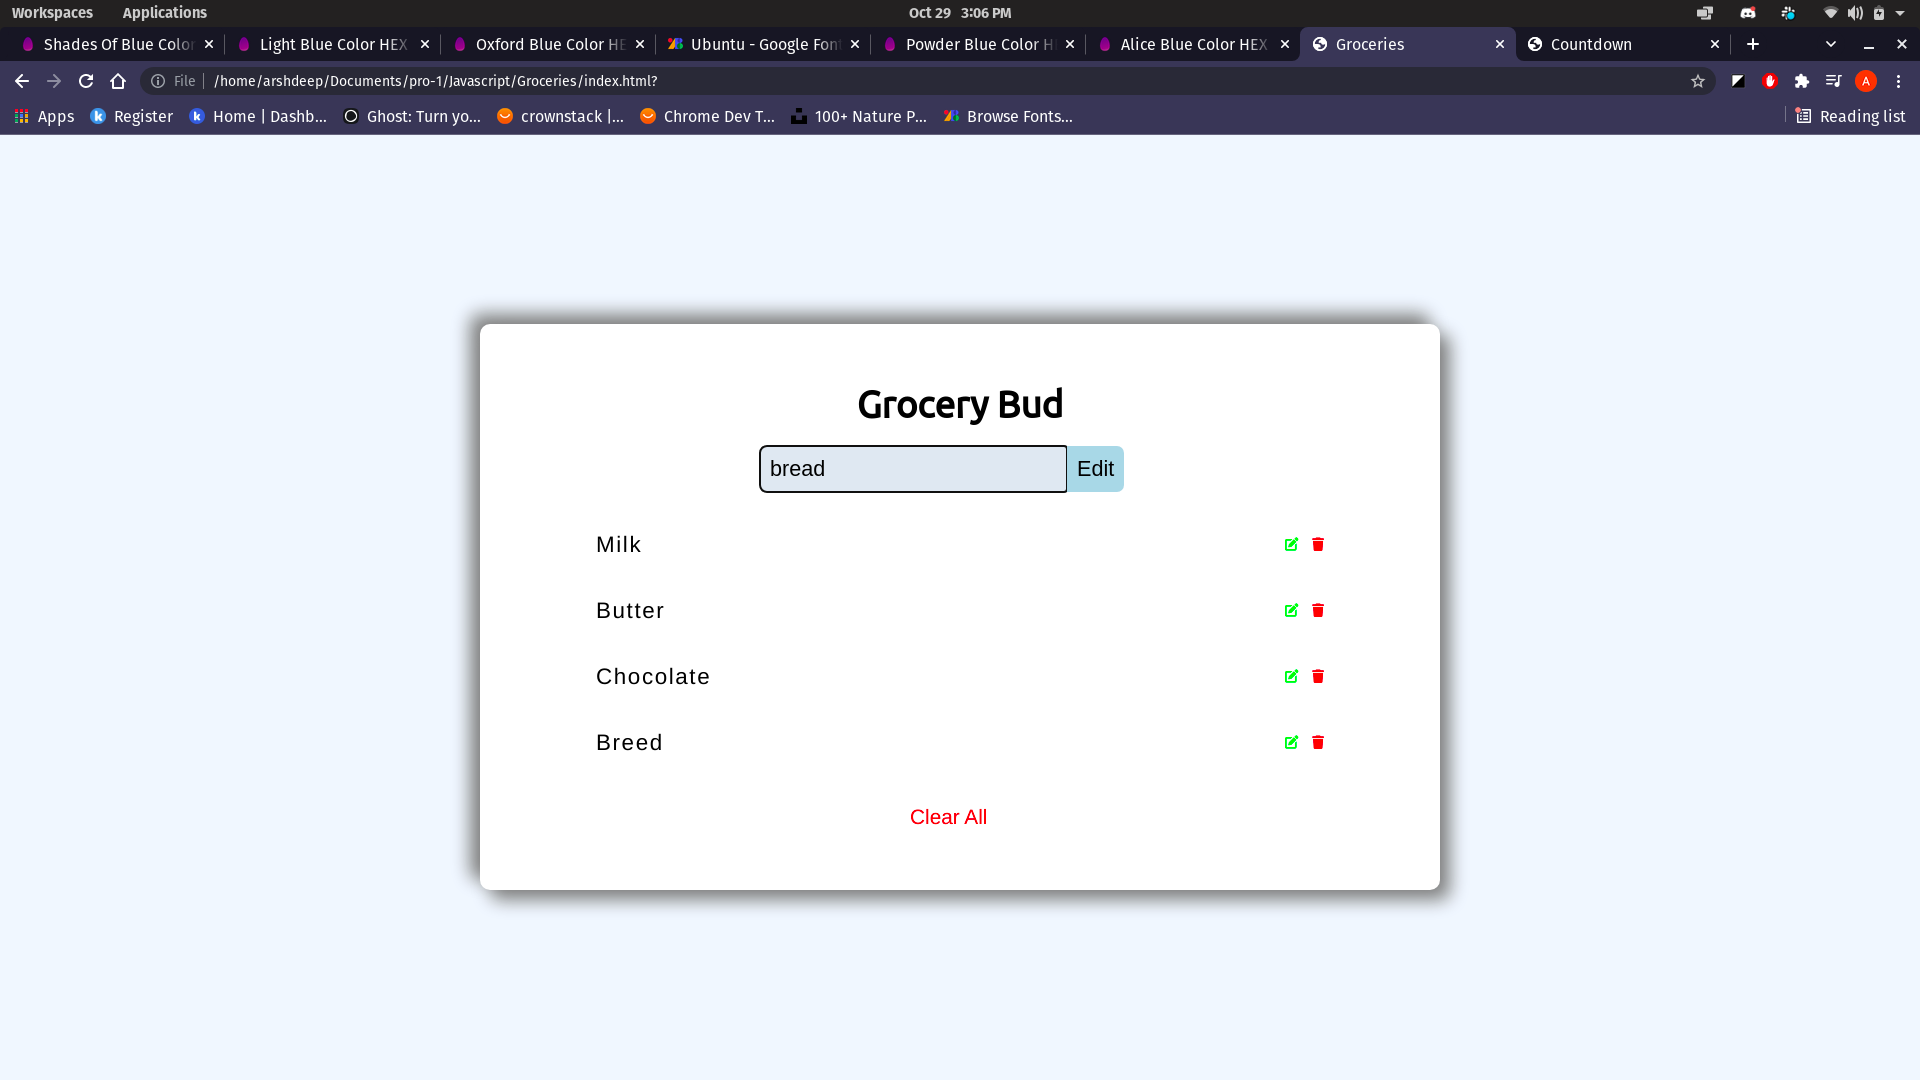 Workspaces Applications Oct 29 3:06 PM
Shades Of Blue Color Light Blue Color HEX Oxford Blue Color HE Ubuntu - Google Fon Powder Blue Color H Alice Blue Color HEX Groceries Countdown
File /home/arshdeep/Documents/pro-1/Javascript/Groceries/index.html? A
Apps Register Home | Dashb... Ghost: Turn yo... crownstack |... Chrome Dev T... 100+ Nature P... Browse Fonts... Reading list
Grocery Bud
bread Edit
Milk
Butter
Chocolate
Breed
Clear All